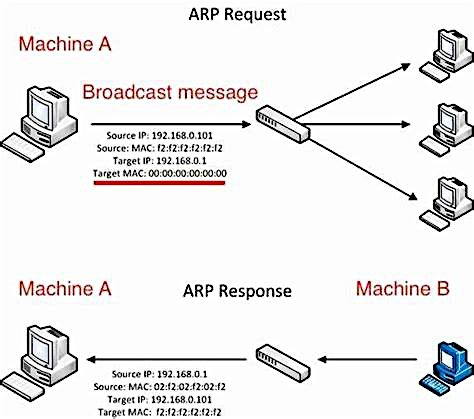 ARP Request
Machine A
Broadcast message
Source IP: 192.168.0.101
Source: MAC: f2:f2:f2:f2:f2:f2
Target IP: 192.168.0.1
Target MAC: 00:00:00:00:00:00
Machine A
ARP Response
Machine B
Source IP: 192.168.0.1
Source: MAC: 02:f2:02:f2:02:f2
Target IP: 192.168.0.101
Target MAC: f2:f2:f2:f2:f2:f2